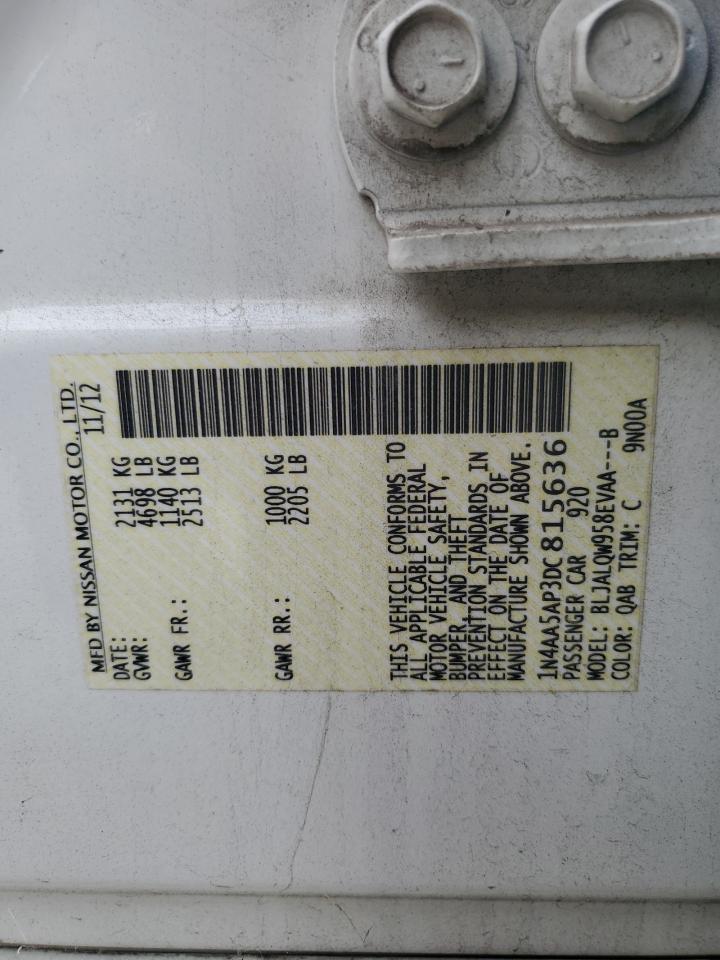 MFD BY NISSAN MOTOR CO., LTD.
DATE: 11/12
GVWR: 2131 KG
4698 LB
GAWR FR.: 1140 KG
2513 LB
GAWR RR.: 1000 KG
2205 LB
THIS VEHICLE CONFORMS TO
ALL APPLICABLE FEDERAL
MOTOR VEHICLE SAFETY,
BUMPER, AND THEFT
PREVENTION STANDARDS IN
EFFECT ON THE DATE OF
MANUFACTURE SHOWN ABOVE.
1N4AA5AP3DC815636
PASSENGER CAR 920
MODEL: BLJALQW958EVAA---B
COLOR: QAB TRIM: C 9N00A